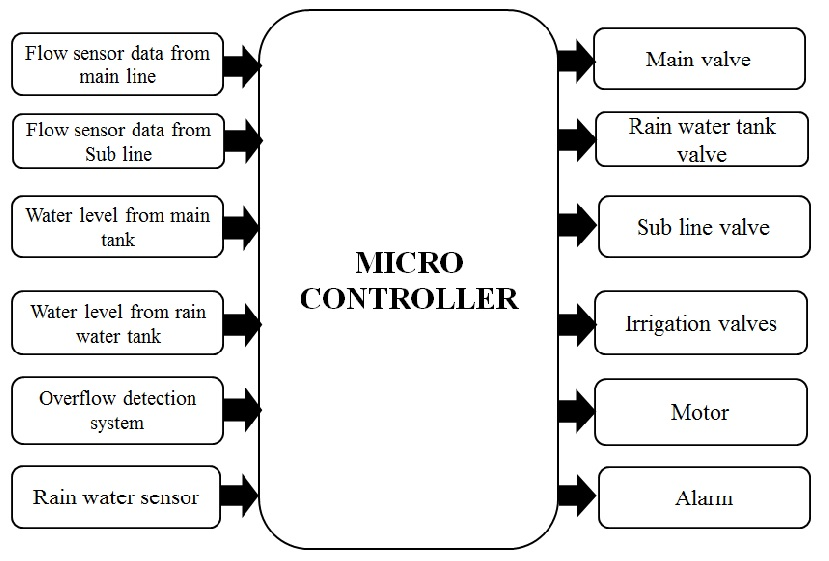 Flow sensor data from
main line
Flow sensor data from
Sub line
Water level from main
tank
Water level from rain
water tank
Overflow detection
system
Rain water sensor
MICRO
CONTROLLER
Main valve
Rain water tank
valve
Sub line valve
Irrigation valves
Motor
Alarm